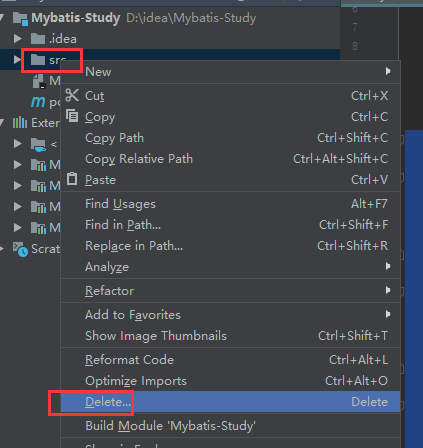 Mybatis-Study D:\idea\Mybatis-Study
6
.idea
7
src
8
New
M
Cut Ctrl+X
po
Copy Ctrl+C
Exter
Copy Path Ctrl+Shift+C
<
Copy Relative Path Ctrl+Alt+Shift+C
M
Paste Ctrl+V
M
Find Usages Alt+F7
M
Find in Path... Ctrl+Shift+F
M
Replace in Path... Ctrl+Shift+R
Scratc
Analyze
Refactor
Add to Favorites
Show Image Thumbnails Ctrl+Shift+T
Reformat Code Ctrl+Alt+L
Optimize Imports Ctrl+Alt+O
Delete... Delete
Build Module 'Mybatis-Study'